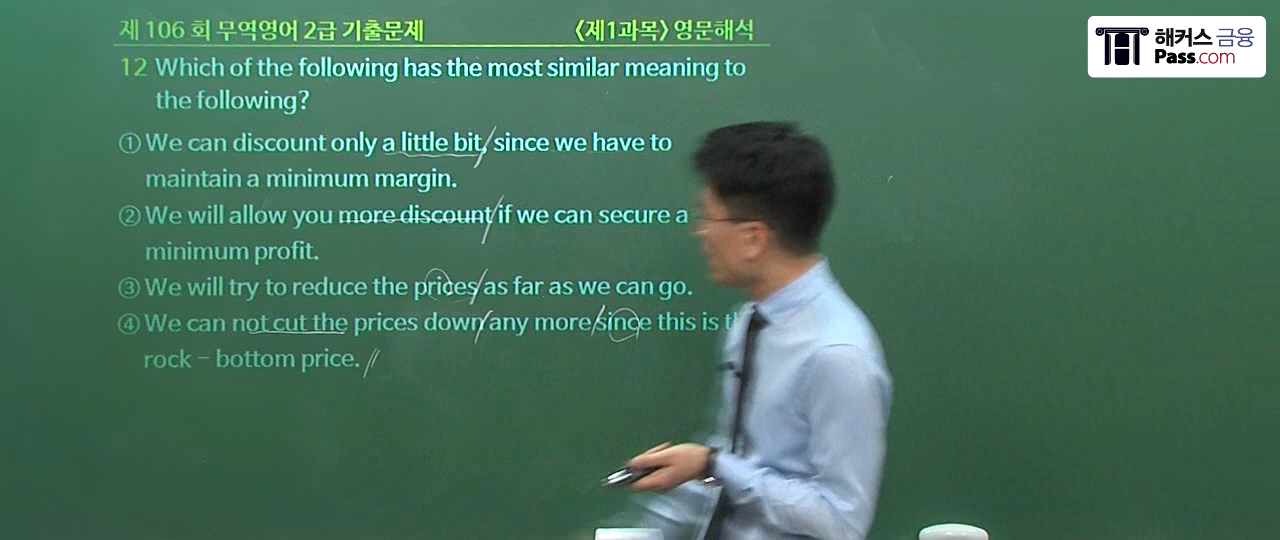 제 106 회 무역영어 2급 기출문제 〈제1과목〉 영문해석
해커스 금융
Pass.com
12 Which of the following has the most similar meaning to
the following?
① We can discount only a little bit, since we have to
maintain a minimum margin.
② We will allow you more discount if we can secure a
minimum profit.
③ We will try to reduce the prices as far as we can go.
④ We can not cut the prices down any more since this is
rock - bottom price.